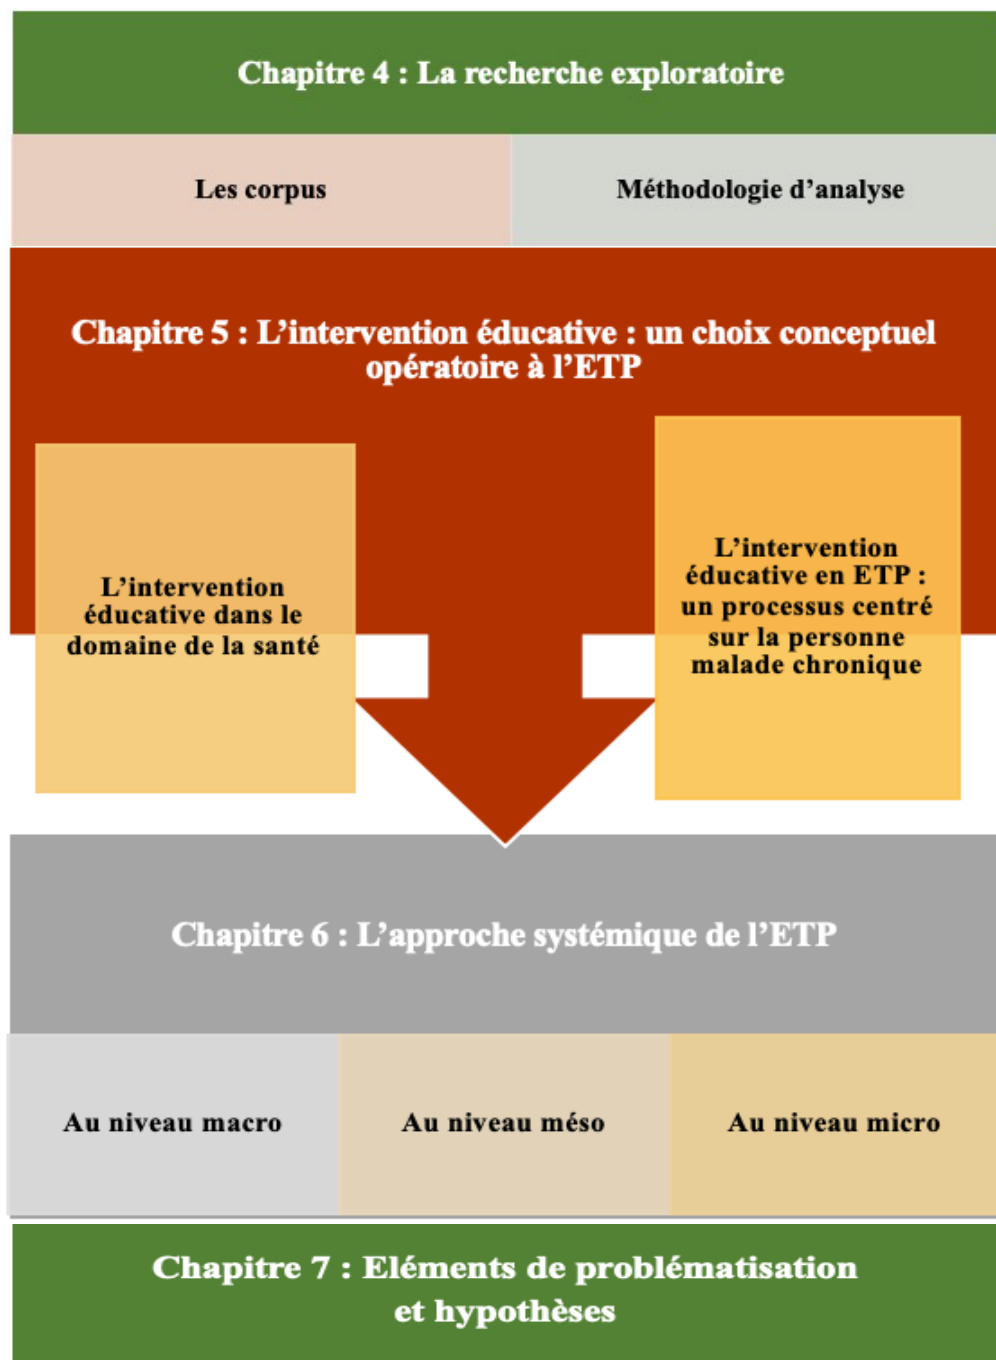 Chapitre 4 : La recherche exploratoire
Les corpus
Méthodologie d’analyse
Chapitre 5 : L’intervention éducative : un choix conceptuel
opératoire à l’ETP
L’intervention
éducative dans le
domaine de la santé
L’intervention
éducative en ETP :
un processus centré
sur la personne
malade chronique
Chapitre 6 : L’approche systémique de l’ETP
Au niveau macro
Au niveau méso
Au niveau micro
Chapitre 7 : Eléments de problématisation
et hypothèses